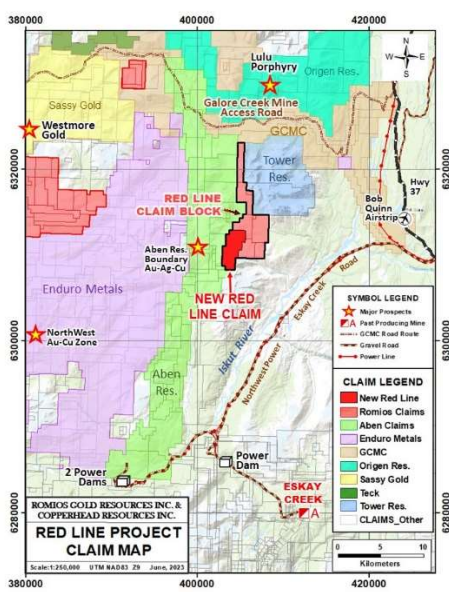 380000
400000
420000
Lulu
Porphyry
Origen Res.
N
W
E
S
Sassy Gold
Galore Creek Mine
Access Road
Westmore
Gold
GCMC
Tower
Res.
Hwy
37
6320000
6320000
RED LINE
CLAIM BLOCK
Bob
Quinn
Airstrip
Aben Res.
Boundary
Au-Ag-Cu
Enduro Metals
NEW RED
LINE CLAIM
Eskay Creek
Road
SYMBOL LEGEND
Major Prospects
A Past Producing Mine
GCMC Road Route
Gravel Road
Power Line
6300000
6300000
NorthWest
Au-Cu Zone
Iskut River
Northwest Power
Aben
Res.
CLAIM LEGEND
New Red Line
Romios Claims
Aben Claims
Enduro Metals
GCMC
Origen Res.
Sassy Gold
Teck
Tower Res.
CLAIMS_Other
2 Power
Dams
Power
Dam
ESKAY
CREEK
A
6280000
6280000
ROMIOS GOLD RESOURCES INC. &
COPPERHEAD RESOURCES INC.
RED LINE PROJECT
CLAIM MAP
Scale:1:250,000 UTM NAD83 Z9 June, 2023
0 5 10
Kilometers
380000
400000
420000